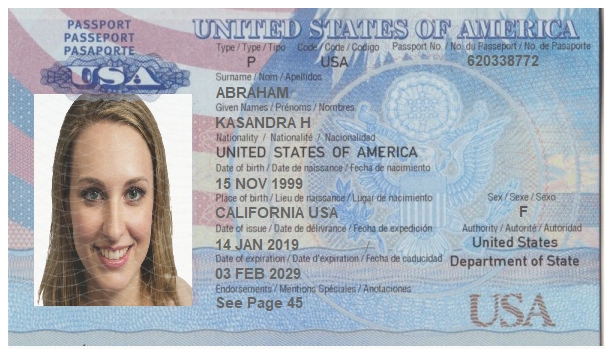 PASSPORT
PASSEPORT
PASAPORTE
USA
UNITED STATES OF AMERICA
Type / Type / Tipo Code / Code / Codigo Passport No. / No. du Passeport / No. de Pasaporte
P USA 620338772
Surname / Nom / Apellidos
ABRAHAM
Given Names / Prénoms / Nombres
KASANDRA H
Nationality / Nationalité / Nacionalidad
UNITED STATES OF AMERICA
Date of birth / Date de naissance / Fecha de nacimiento
15 NOV 1999
Place of birth / Lieu de naissance / Lugar de nacimiento Sex / Sexe / Sexo
CALIFORNIA USA F
Date of issue / Date de délivrance / Fecha de expedición Authority / Autorité / Autoridad
14 JAN 2019 United States
Date of expiration / Date d'expiration / Fecha de caducidad Department of State
03 FEB 2029
Endorsements / Mentions Spéciales / Anotaciones
See Page 45
USA